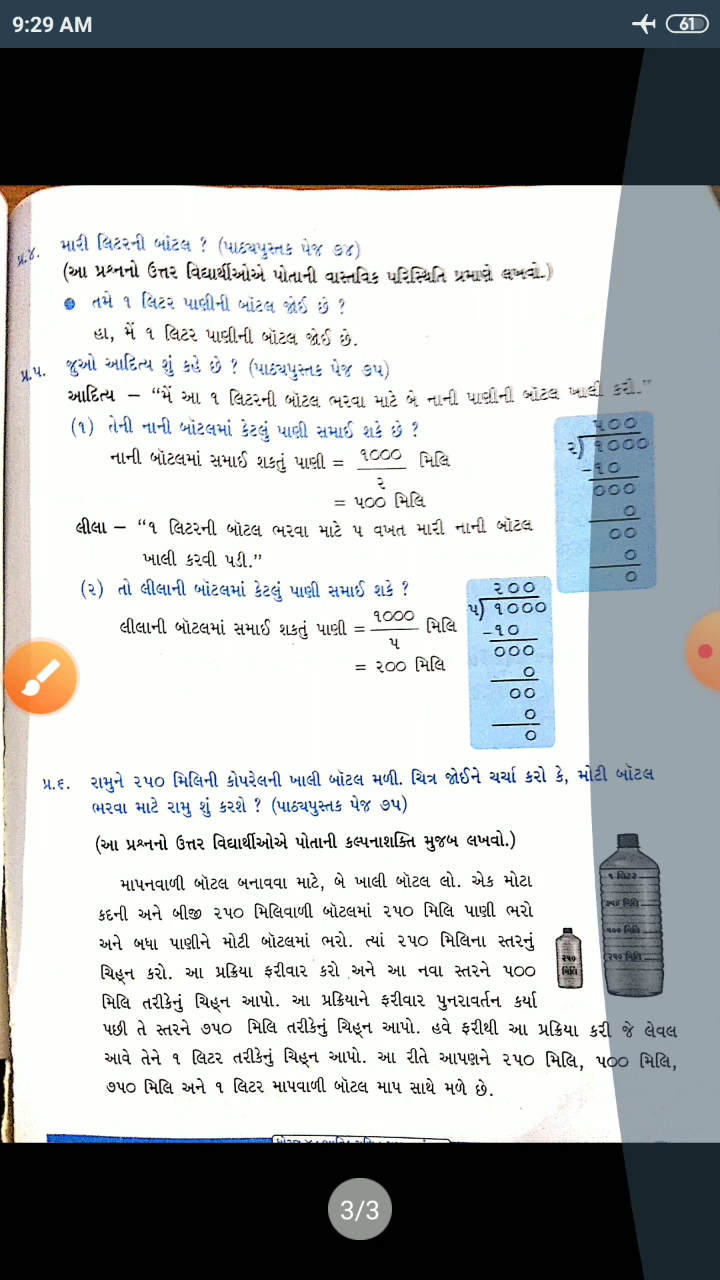 9:29 AM
61
પ્ર.૪. મારી લિટરની બૉટલ ? (પાઠ્યપુસ્તક પેજ ૭૪)
(આ પ્રશ્નનો ઉત્તર વિદ્યાર્થીઓએ પોતાની વાસ્તવિક પરિસ્થિતિ પ્રમાણે લખવો.)
● તમે ૧ લિટર પાણીની બૉટલ જોઈ છે ?
હા, મેં ૧ લિટર પાણીની બૉટલ જોઈ છે.
પ્ર.૫. જુઓ આદિત્ય શું કહે છે ? (પાઠ્યપુસ્તક પેજ ૭૫)
આદિત્ય – “મેં આ ૧ લિટરની બૉટલ ભરવા માટે બે નાની પાણીની બૉટલ ખાલી કરી.”
(૧) તેની નાની બૉટલમાં કેટલું પાણી સમાઈ શકે છે ?
નાની બૉટલમાં સમાઈ શકતું પાણી = ૧૦૦૦/૨ મિલિ
= ૫૦૦ મિલિ
૫૦૦
૨) ૧૦૦૦
–૧૦
૦૦૦
૦
૦૦
૦
૦
લીલા – “૧ લિટરની બૉટલ ભરવા માટે ૫ વખત મારી નાની બૉટલ
ખાલી કરવી પડી.”
(૨) તો લીલાની બૉટલમાં કેટલું પાણી સમાઈ શકે ?
લીલાની બૉટલમાં સમાઈ શકતું પાણી = ૧૦૦૦/૫ મિલિ
= ૨૦૦ મિલિ
૨૦૦
૫) ૧૦૦૦
–૧૦
૦૦૦
૦
૦૦
૦
૦
પ્ર.૬. રામુને ૨૫૦ મિલિની કોપરેલની ખાલી બૉટલ મળી. ચિત્ર જોઈને ચર્ચા કરો કે, મોટી બૉટલ
ભરવા માટે રામુ શું કરશે ? (પાઠ્યપુસ્તક પેજ ૭૫)
(આ પ્રશ્નનો ઉત્તર વિદ્યાર્થીઓએ પોતાની કલ્પનાશક્તિ મુજબ લખવો.)
માપનવાળી બૉટલ બનાવવા માટે, બે ખાલી બૉટલ લો. એક મોટા
કદની અને બીજી ૨૫૦ મિલિવાળી બૉટલમાં ૨૫૦ મિલિ પાણી ભરો
અને બધા પાણીને મોટી બૉટલમાં ભરો. ત્યાં ૨૫૦ મિલિના સ્તરનું
ચિહ્ન કરો. આ પ્રક્રિયા ફરીવાર કરો અને આ નવા સ્તરને ૫૦૦
મિલિ તરીકેનું ચિહ્ન આપો. આ પ્રક્રિયાને ફરીવાર પુનરાવર્તન કર્યા
પછી તે સ્તરને ૭૫૦ મિલિ તરીકેનું ચિહ્ન આપો. હવે ફરીથી આ પ્રક્રિયા કરી જે લેવલ
આવે તેને ૧ લિટર તરીકેનું ચિહ્ન આપો. આ રીતે આપણને ૨૫૦ મિલિ, ૫૦૦ મિલિ,
૭૫૦ મિલિ અને ૧ લિટર માપવાળી બૉટલ માપ સાથે મળે છે.
૨૫૦
મિલિ
૧ લિટર
૫૦૦ મિલિ
૨૫૦ મિલિ
3/3